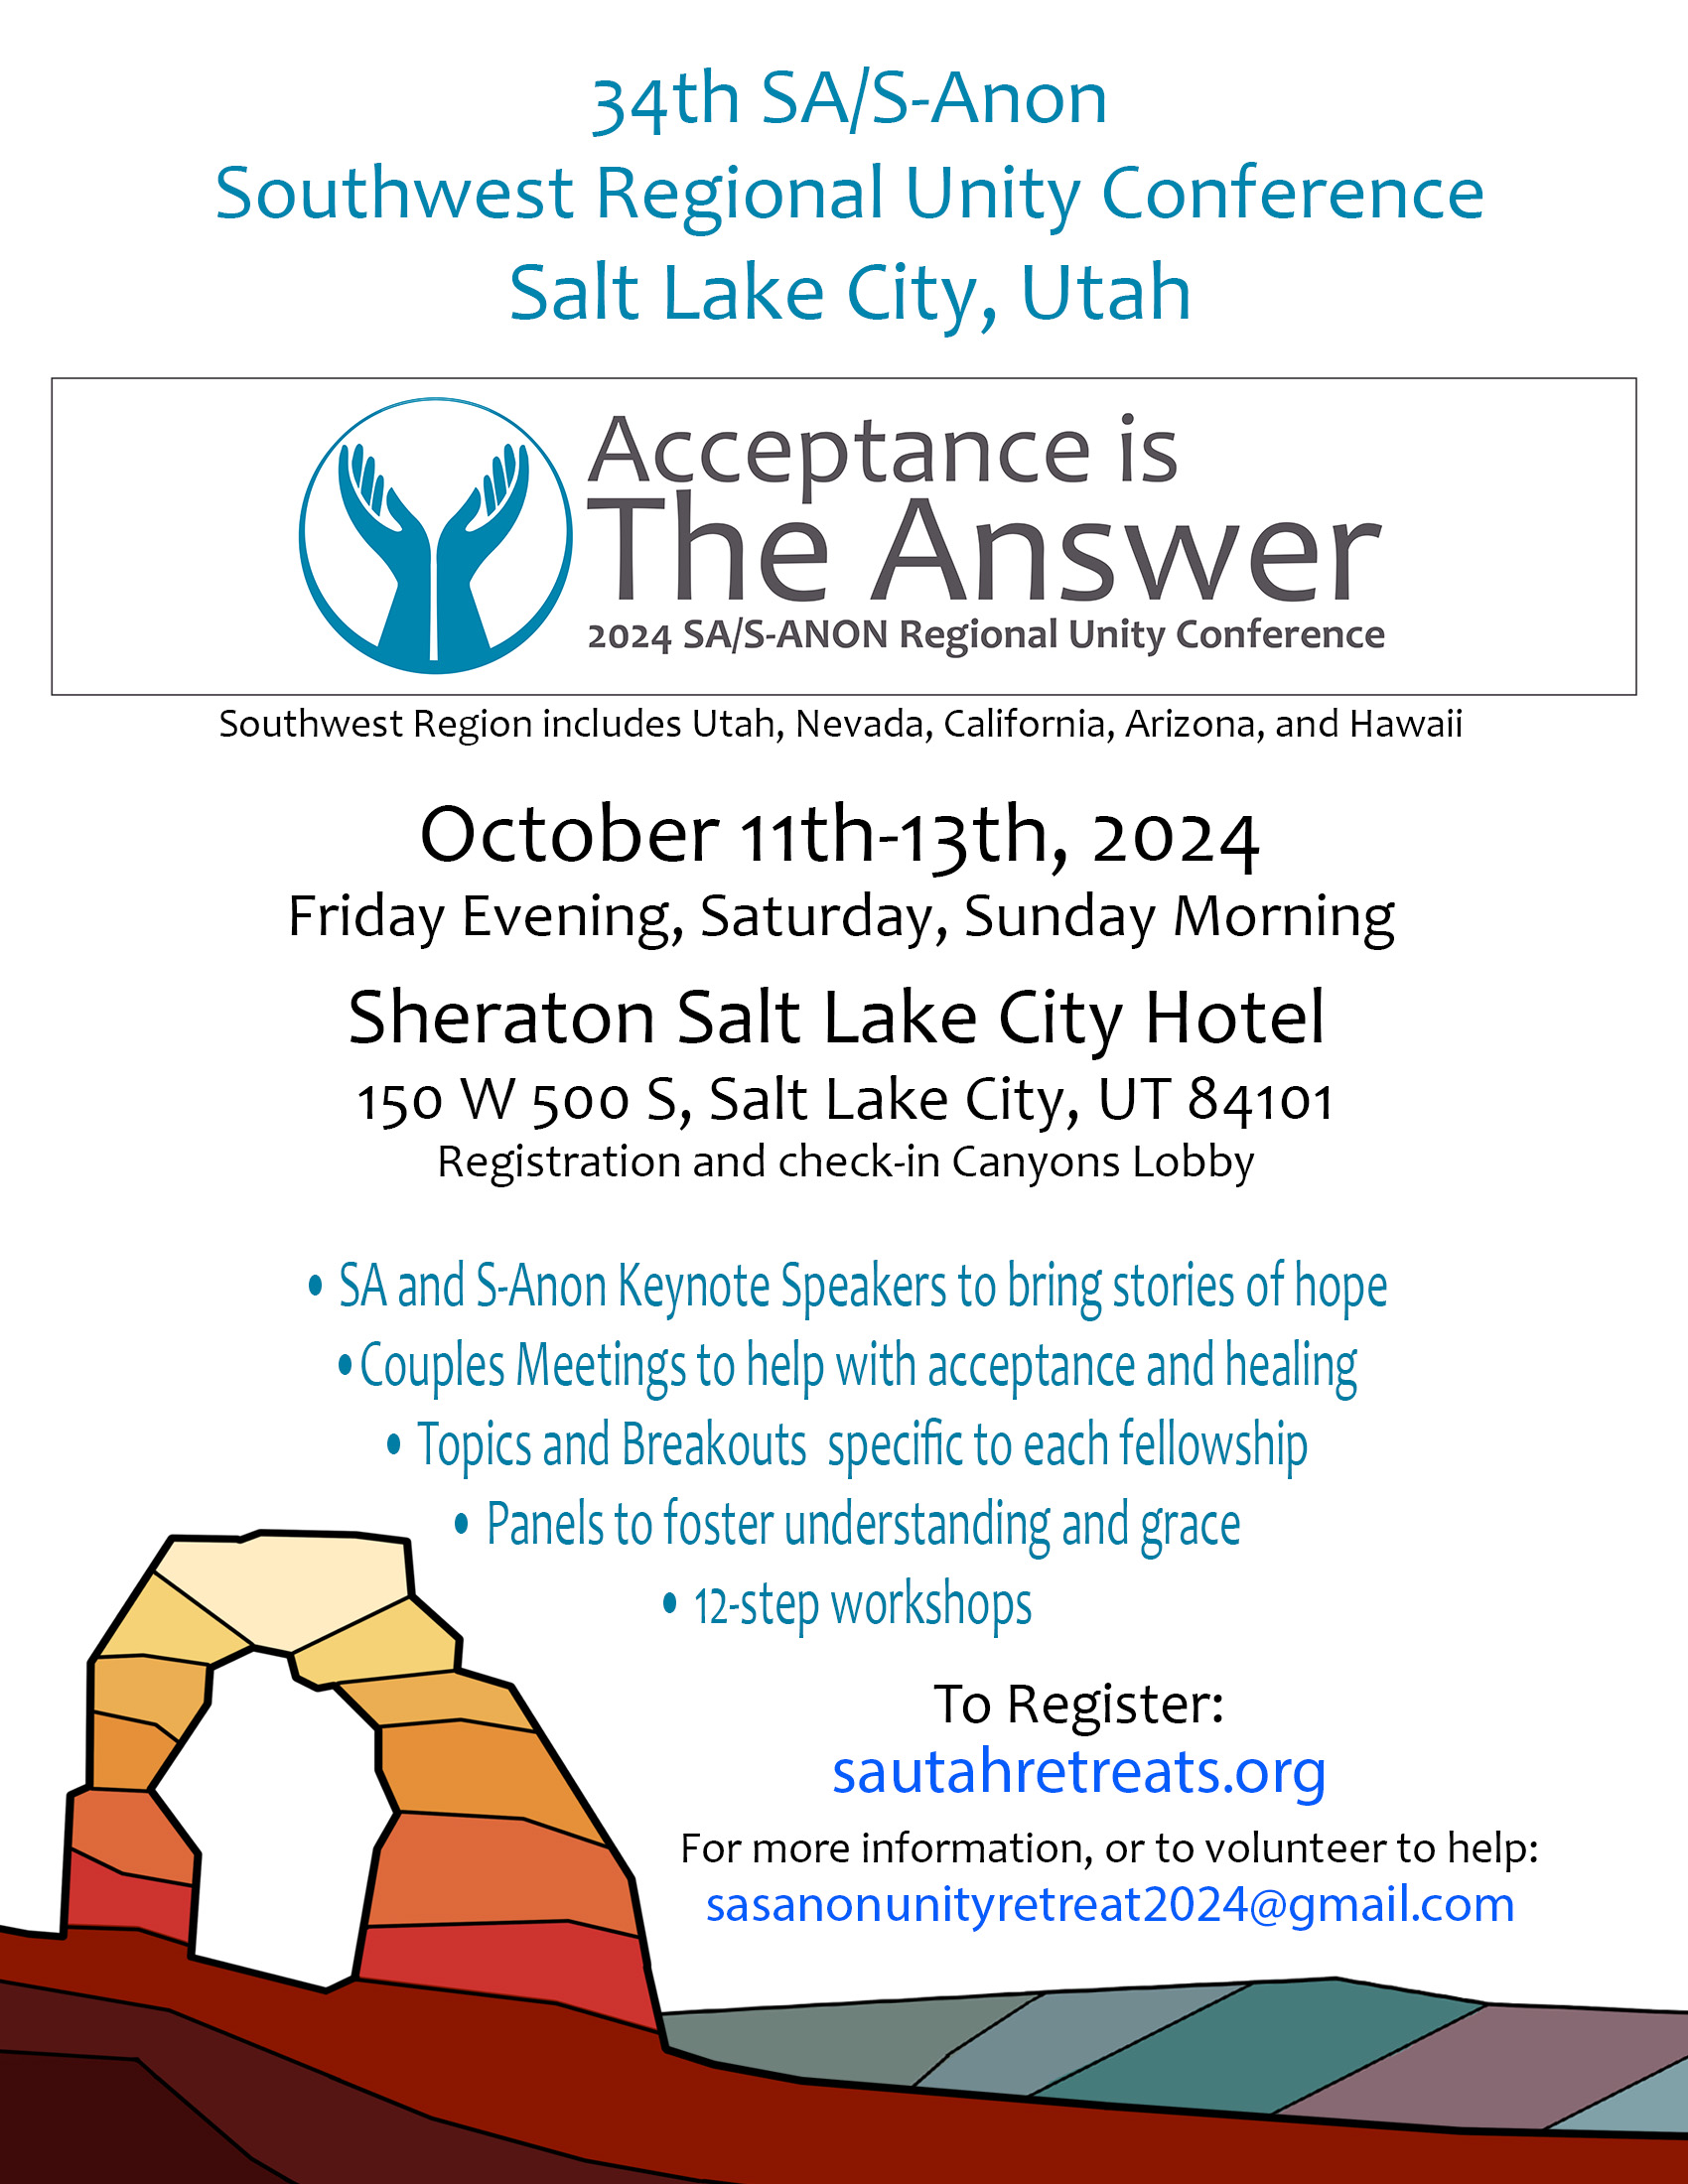 34th SA/S-Anon
Southwest Regional Unity Conference
Salt Lake City, Utah
Acceptance is
The Answer
2024 SA/S-ANON Regional Unity Conference
Southwest Region includes Utah, Nevada, California, Arizona, and Hawaii
October 11th-13th, 2024
Friday Evening, Saturday, Sunday Morning
Sheraton Salt Lake City Hotel
150 W 500 S, Salt Lake City, UT 84101
Registration and check-in Canyons Lobby
• SA and S-Anon Keynote Speakers to bring stories of hope
• Couples Meetings to help with acceptance and healing
• Topics and Breakouts specific to each fellowship
• Panels to foster understanding and grace
• 12-step workshops
To Register:
sautahretreats.org
For more information, or to volunteer to help:
sasanonunityretreat2024@gmail.com